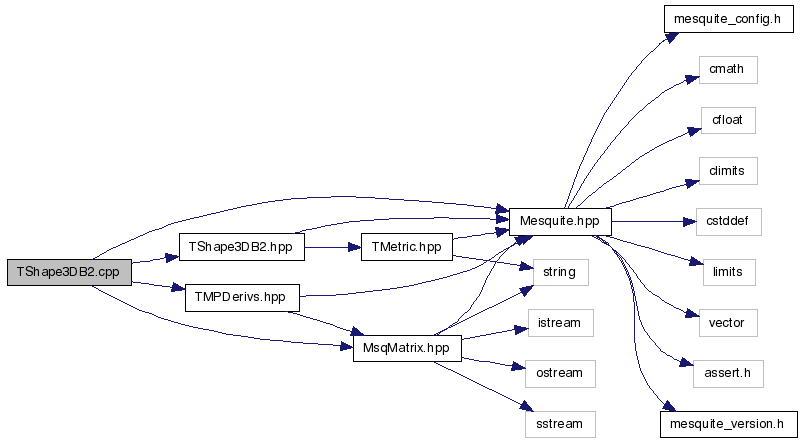 mesquite_config.h
cmath
cfloat
climits
Mesquite.hpp
cstddef
TShape3DB2.hpp
TMetric.hpp
TShape3DB2.cpp
string
limits
TMPDerivs.hpp
istream
vector
MsqMatrix.hpp
ostream
assert.h
sstream
mesquite_version.h